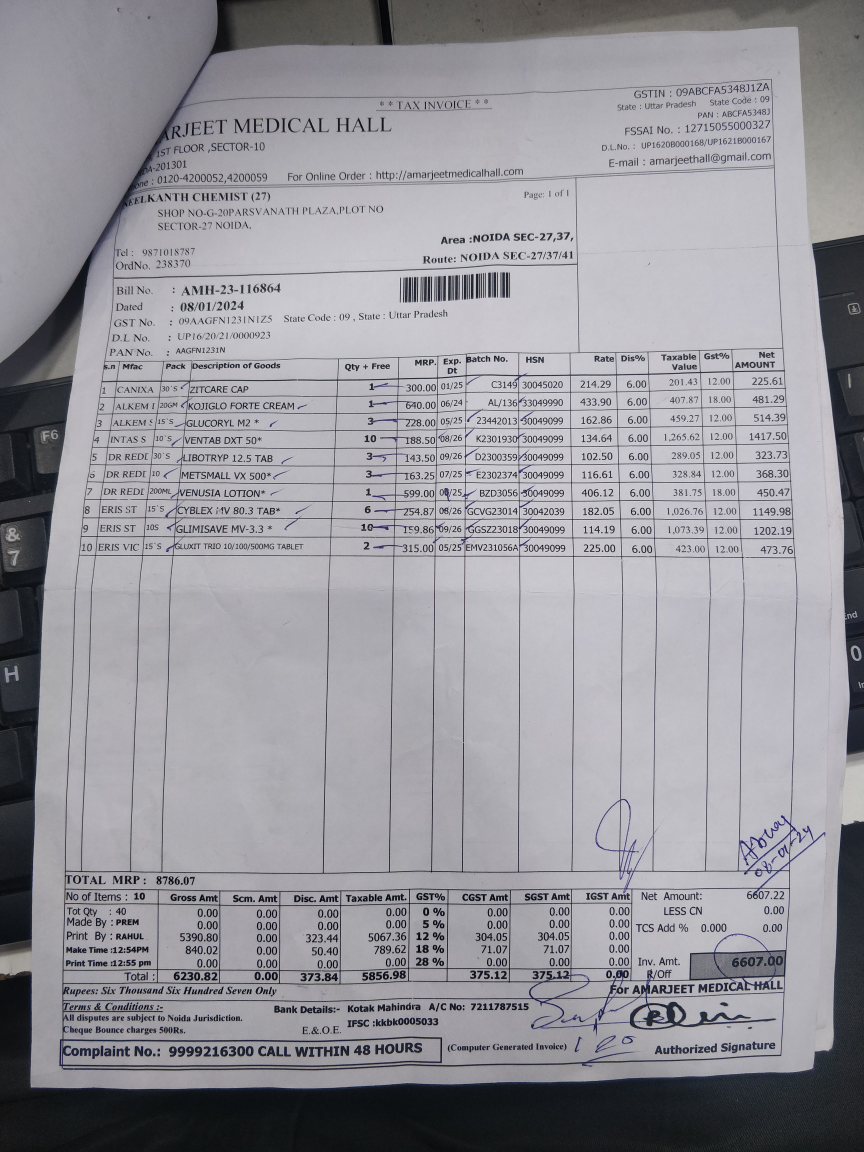 * * TAX INVOICE * *
GSTIN : 09ABCFA5348J1ZA
State : Uttar Pradesh State Code : 09
PAN : ABCFA5348J
FSSAI No. : 12715055000327
D.L.No. : UP1620B000168/UP1621B000167
E-mail : amarjeethall@gmail.com
ARJEET MEDICAL HALL
1ST FLOOR ,SECTOR-10
DA-201301
one : 0120-4200052,4200059 For Online Order : http://amarjeetmedicalhall.com
EELKANTH CHEMIST (27) Page: 1 of 1
SHOP NO-G-20PARSVANATH PLAZA,PLOT NO
SECTOR-27 NOIDA,
Area :NOIDA SEC-27,37,
Tel : 9871018787
OrdNo. 238370 Route: NOIDA SEC-27/37/41
Bill No. : AMH-23-116864
Dated : 08/01/2024
GST No. : 09AAGFN1231N1Z5 State Code : 09 , State : Uttar Pradesh
D.L No. : UP16/20/21/0000923
PAN No. : AAGFN1231N
s.n Mfac Pack Description of Goods Qty + Free MRP. Exp. Dt Batch No. HSN Rate Dis% Taxable Value Gst% Net AMOUNT
1 CANIXA 30`S ZITCARE CAP 1 300.00 01/25 C3149 30045020 214.29 6.00 201.43 12.00 225.61
2 ALKEM I 20GM KOJIGLO FORTE CREAM 1 640.00 06/24 AL/136 33049990 433.90 6.00 407.87 18.00 481.29
3 ALKEM S 15`S GLUCORYL M2 * 3 228.00 05/25 23442013 30049099 162.86 6.00 459.27 12.00 514.39
4 INTAS S 10`S VENTAB DXT 50* 10 188.50 08/26 K2301930 30049099 134.64 6.00 1,265.62 12.00 1417.50
5 DR REDI 30`S LIBOTRYP 12.5 TAB 3 143.50 09/26 D2300359 30049099 102.50 6.00 289.05 12.00 323.73
6 DR REDI 10 METSMALL VX 500* 3 163.25 07/25 E2302374 30049099 116.61 6.00 328.84 12.00 368.30
7 DR REDI 200ML VENUSIA LOTION* 1 599.00 BZD3056 30049099 406.12 6.00 381.75 18.00 450.47
8 ERIS ST 15`S CYBLEX MV 80.3 TAB* 6 254.87 08/26 GCVG23014 30042039 182.05 6.00 1,026.76 12.00 1149.98
9 ERIS ST 10S GLIMISAVE MV-3.3 * 10 159.86 09/26 GGSZ23018 30049099 114.19 6.00 1,073.39 12.00 1202.19
10 ERIS VIC 15`S GLUXIT TRIO 10/100/500MG TABLET 2 315.00 05/25 EMV231056A 30049099 225.00 6.00 423.00 12.00 473.76
08-01-24
TOTAL MRP : 8786.07
No of Items : 10 Gross Amt Scm. Amt Disc. Amt Taxable Amt. GST% CGST Amt SGST Amt IGST Amt Net Amount: 6607.22
Tot Qty : 40 0.00 0.00 0.00 0.00 0 % 0.00 0.00 0.00 LESS CN 0.00
Made By : PREM 0.00 0.00 0.00 0.00 5 % 0.00 0.00 0.00 TCS Add % 0.000 0.00
Print By : RAHUL 5390.80 0.00 323.44 5067.36 12 % 304.05 304.05 0.00
Make Time :12:54PM 840.02 0.00 50.40 789.62 18 % 71.07 71.07 0.00
Print Time :12:55 pm 0.00 0.00 0.00 0.00 28 % 0.00 0.00 0.00 Inv. Amt. 6607.00
Total : 6230.82 0.00 373.84 5856.98 375.12 375.12 0.00 R/Off
Rupees: Six Thousand Six Hundred Seven Only For AMARJEET MEDICAL HALL
Terms & Conditions :- Bank Details:- Kotak Mahindra A/C No: 7211787515
All disputes are subject to Noida Jurisdiction. IFSC :kkbk0005033
Cheque Bounce charges 500Rs. E.& O.E.
Complaint No.: 9999216300 CALL WITHIN 48 HOURS (Computer Generated Invoice) Authorized Signature
F6
&
7
H
End
0